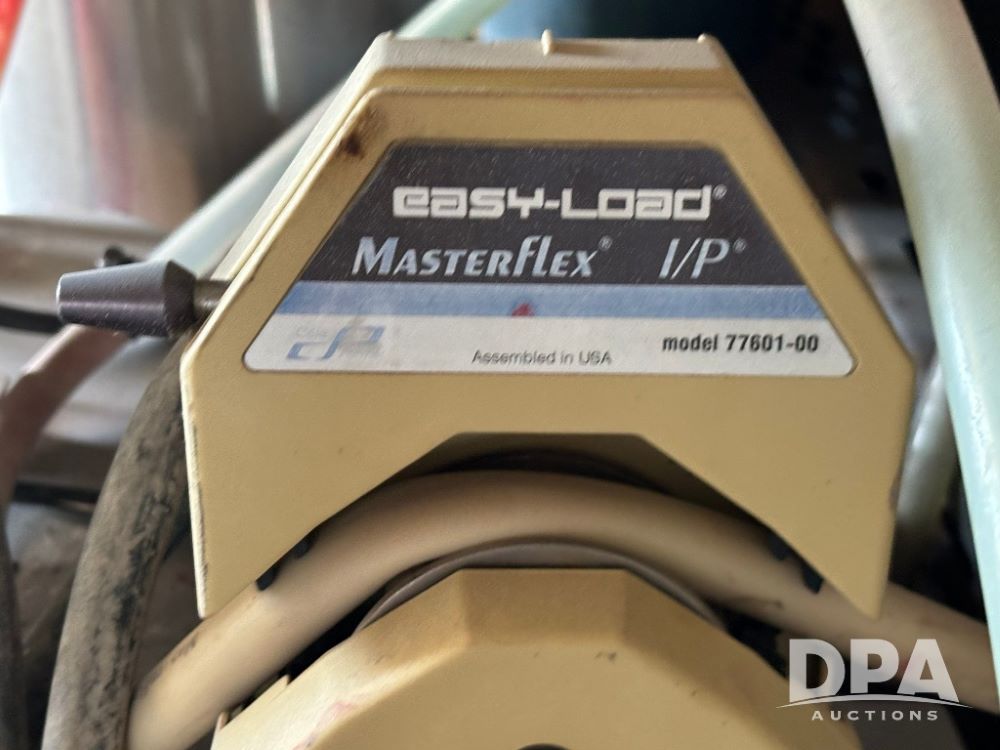 easy-Load®
MASTERFLEX® I/P®
Assembled in USA model 77601-00
DPA
AUCTIONS